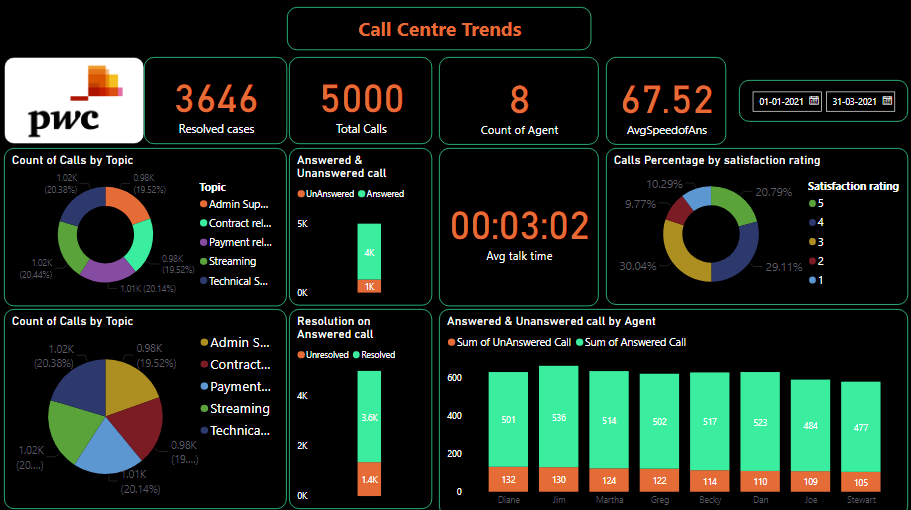 Call Centre Trends
pwc
3646
Resolved cases
5000
Total Calls
8
Count of Agent
67.52
AvgSpeedofAns
01-01-2021
31-03-2021
Count of Calls by Topic
1.02K
(20.38%)
0.98K
(19.52%)
1.02K
(20.44%)
0.98K
(19.52%)
1.01K (20.14%)
Topic
Admin Sup...
Contract rel...
Payment rel...
Streaming
Technical S...
Answered &
Unanswered call
UnAnswered Answered
5K
0K
4K
1K
00:03:02
Avg talk time
Calls Percentage by satisfaction rating
10.29%
9.77%
30.04%
20.79%
29.11%
Satisfaction rating
5
4
3
2
1
Count of Calls by Topic
1.02K
(20.38%)
0.98K
(19.52%)
1.02K
(20....)
0.98K
(19....)
1.01K
(20.14%)
Admin S...
Contract...
Payment...
Streaming
Technica...
Resolution on
Answered call
Unresolved Resolved
4K
2K
0K
3.6K
1.4K
Answered & Unanswered call by Agent
Sum of UnAnswered Call Sum of Answered Call
600
400
200
0
501 536 514 502 517 523 484 477
132 130 124 122 114 110 109 105
Diane Jim Martha Greg Becky Dan Joe Stewart